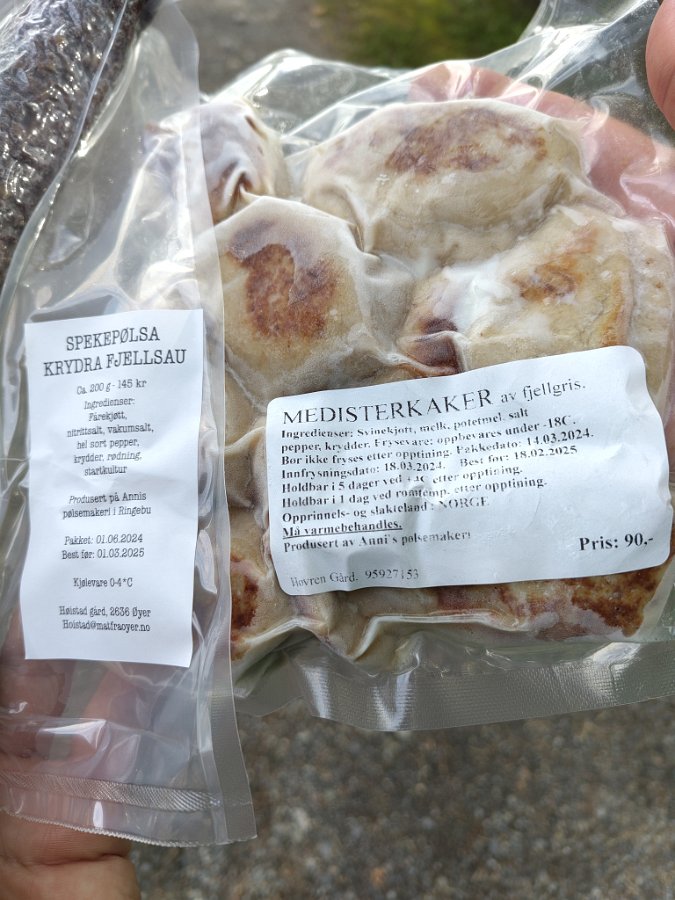 SPEKEPØLSA
KRYDRA FJELLSAU
Ca. 200 g - 145 kr
Ingredienser:
Fårekjøtt,
nitrittsalt, vakumsalt,
hel sort pepper,
krydder, rødning,
startkultur
Produsert på Annis
pølsemakeri i Ringebu
Pakket: 01.06.2024
Best før: 01.03.2025
Kjølevare 0-4°C
Høistad gård, 2636 Øyer
Hoistad@matfraoyer.no
MEDISTERKAKER av fjellgris.
Ingredienser: Svinekjøtt, melk, potetmel, salt
pepper, krydder. Frysevare: oppbevares under -18C.
Bør ikke fryses etter opptining. Pakkedato: 14.03.2024.
Innfrysningsdato: 18.03.2024. Best før: 18.02.2025
Holdbar i 5 dager ved +4C etter opptining.
Holdbar i 1 dag ved romtemp. etter opptining.
Opprinnels- og slakteland: NORGE
Må varmebehandles.
Produsert av Anni's pølsemakeri
Pris: 90,-
Hovren Gård. 95927153